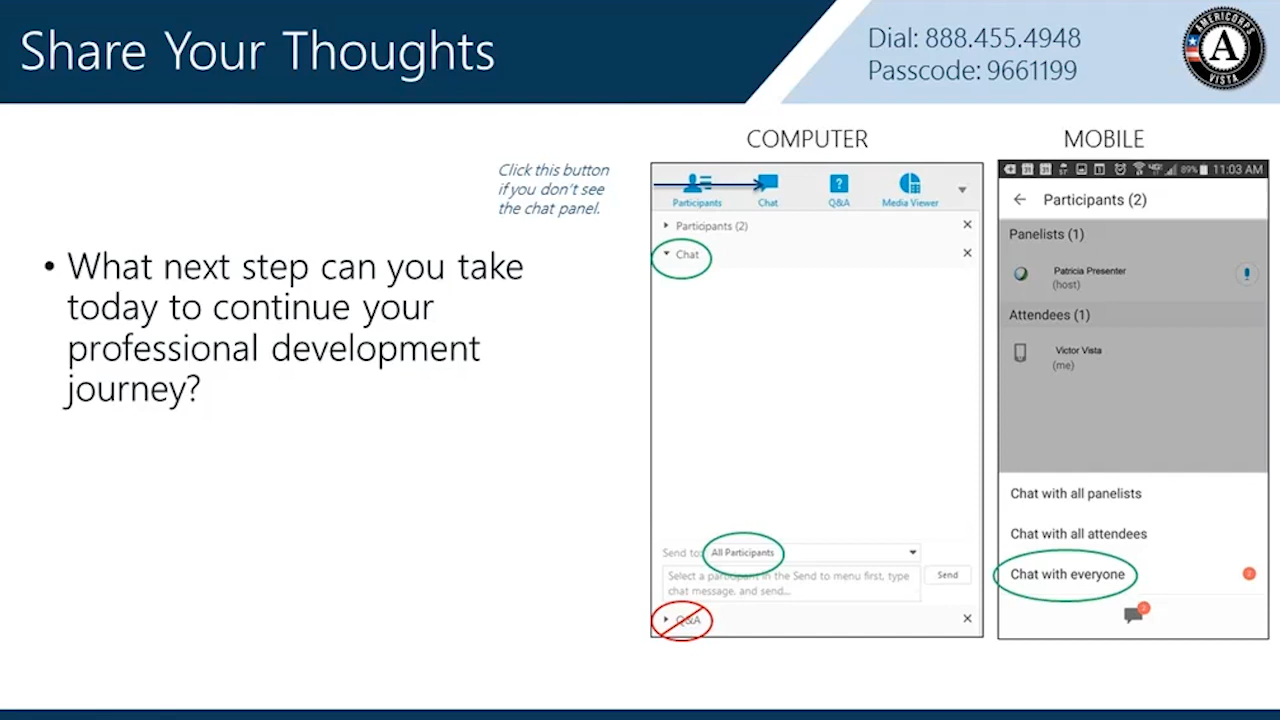 Share Your Thoughts
Dial: 888.455.4948
Passcode: 9661199
AMERICORPS
A
VISTA
Click this button
if you don't see
the chat panel.
• What next step can you take
today to continue your
professional development
journey?
COMPUTER
Participants
Chat
Q&A
Media Viewer
Participants (2)
Chat
Send to:
All Participants
Select a participant in the Send to menu first, type
chat message, and send...
Send
Q&A
MOBILE
89%
11:03 AM
Participants (2)
Panelists (1)
Patricia Presenter
(host)
Attendees (1)
Victor Vista
(me)
Chat with all panelists
Chat with all attendees
Chat with everyone
2
2